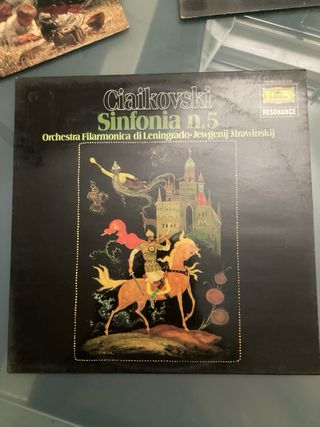 Ciaikovski
Sinfonia n.5
Orchestra Filarmonica di Leningrado·Jewgenij Mrawinskij
RESONANCE